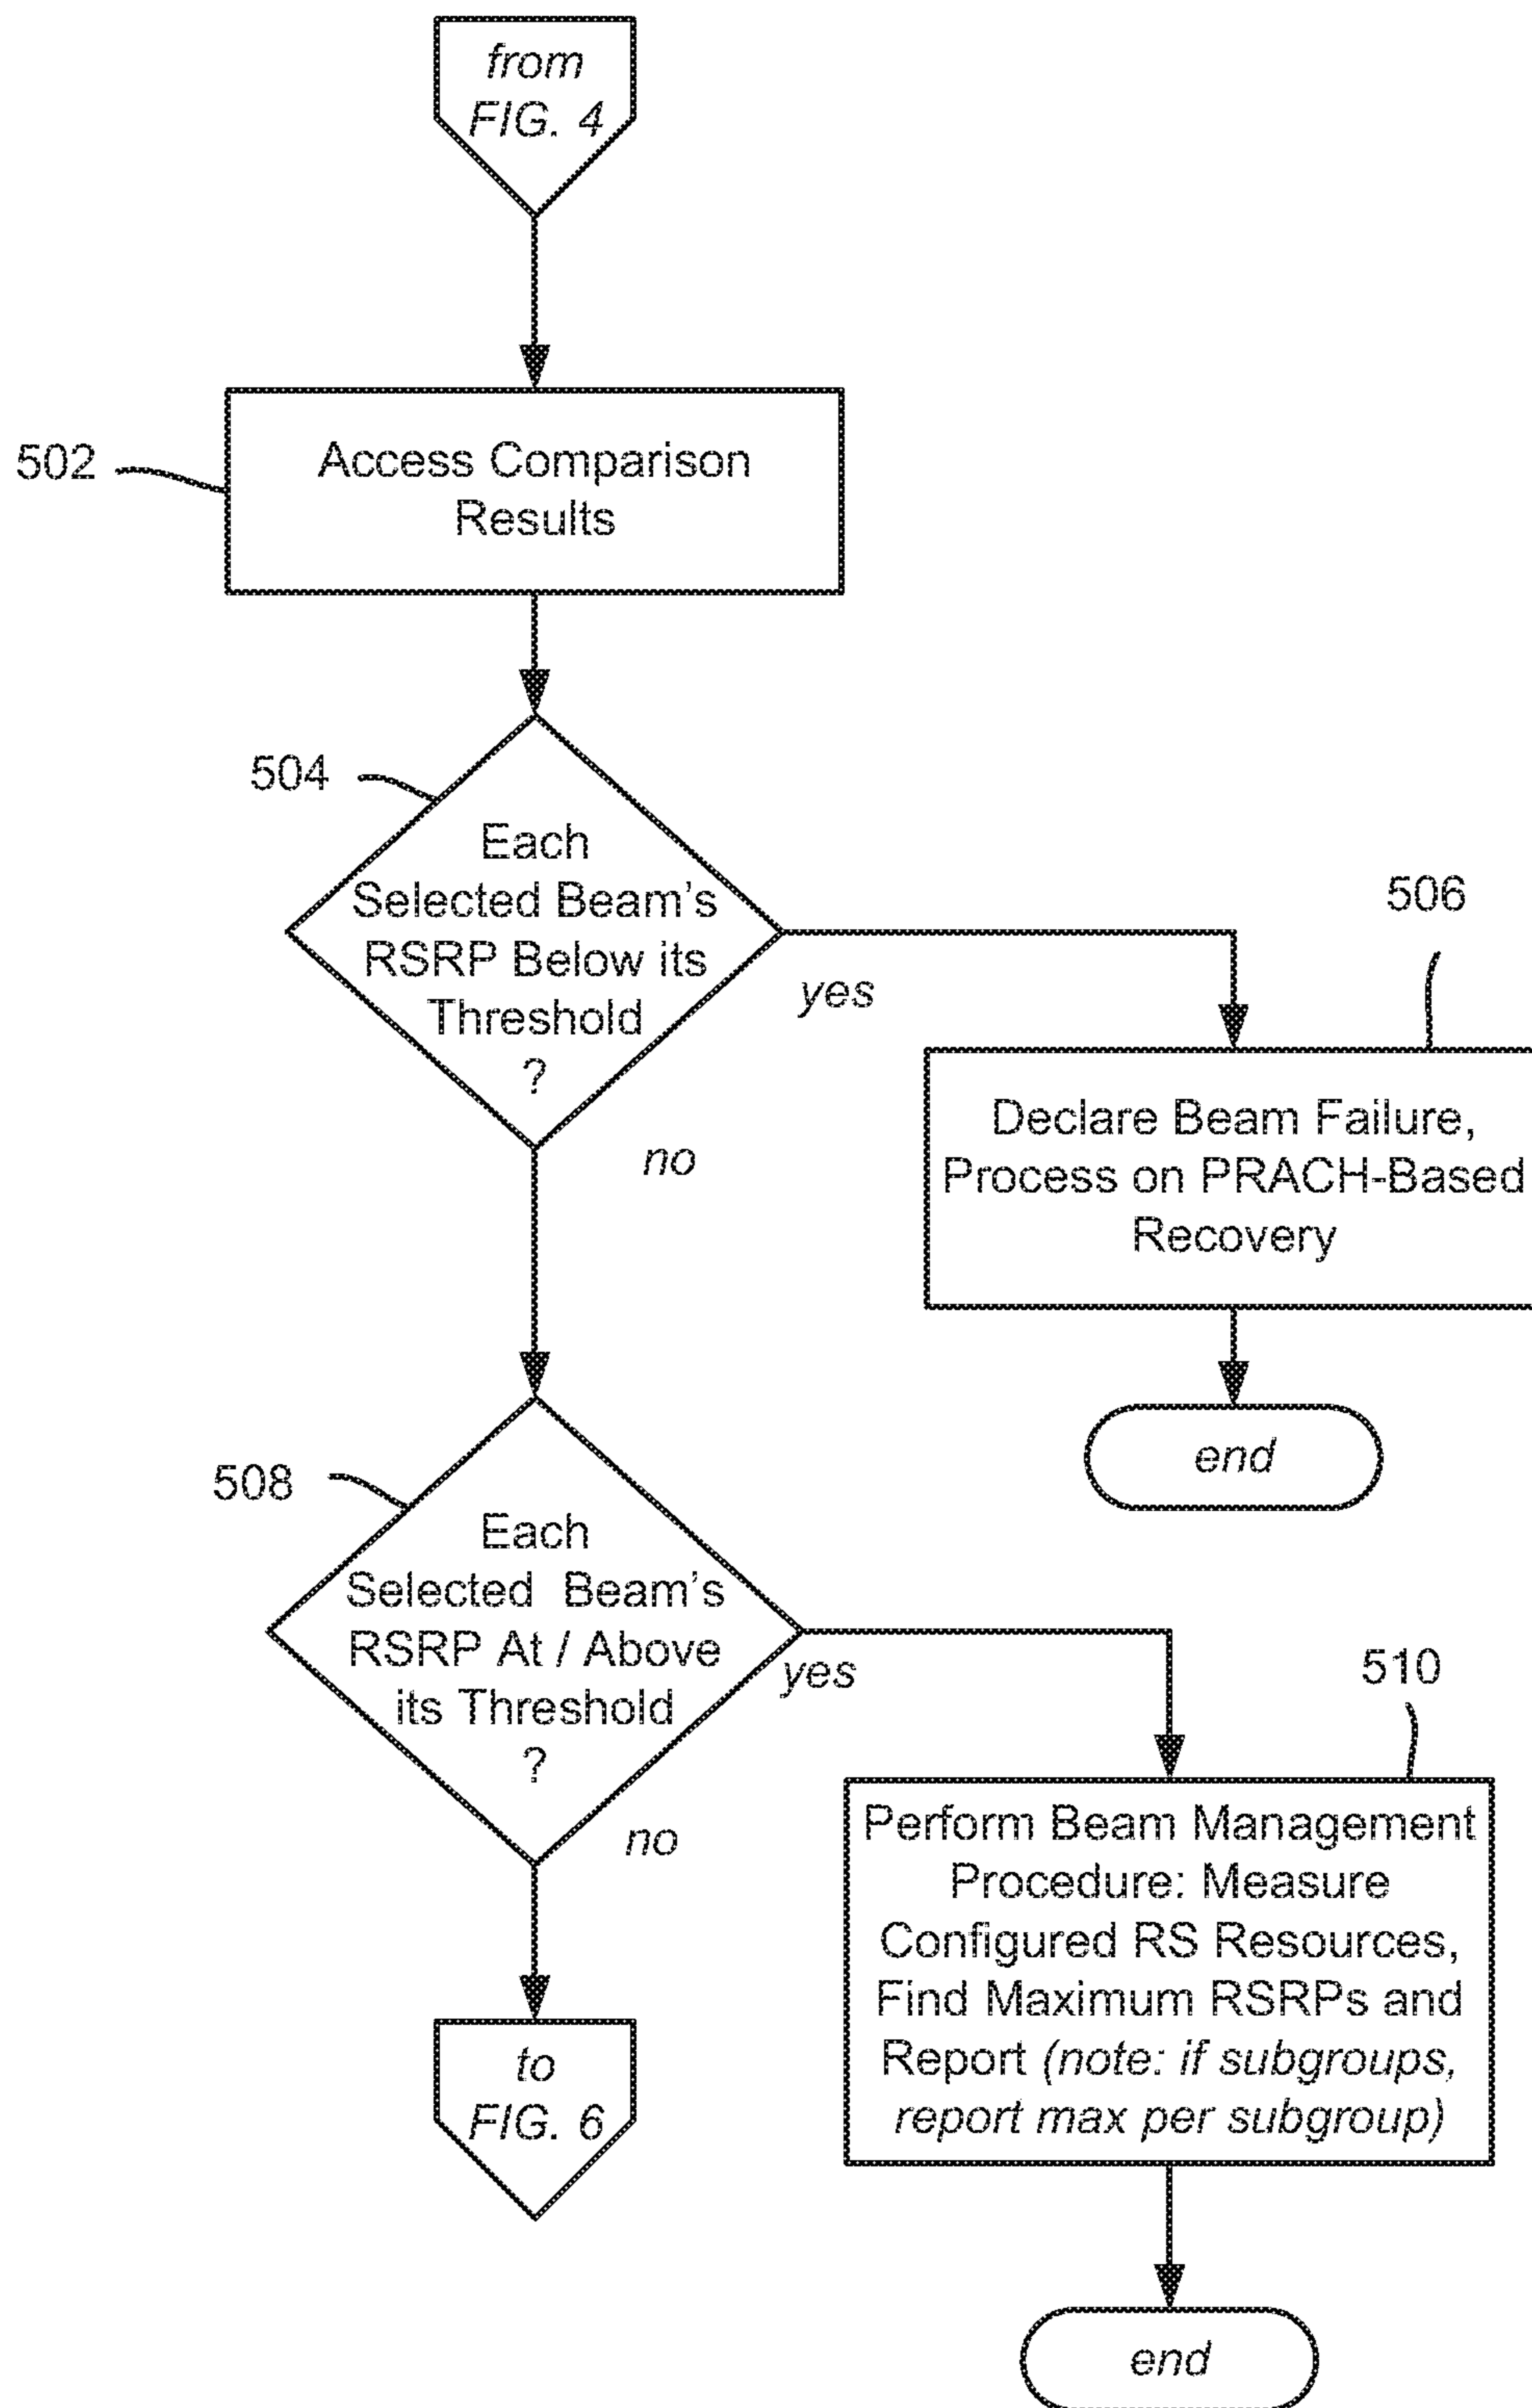 from
FIG. 4
502
Access Comparison
Results
504
Each
Selected Beam's
RSRP Below its
Threshold
?
yes
no
506
Declare Beam Failure,
Process on PRACH-Based
Recovery
end
508
Each
Selected Beam's
RSRP At / Above
its Threshold
?
yes
no
510
Perform Beam Management
Procedure: Measure
Configured RS Resources,
Find Maximum RSRPs and
Report (note: if subgroups,
report max per subgroup)
to
FIG. 6
end